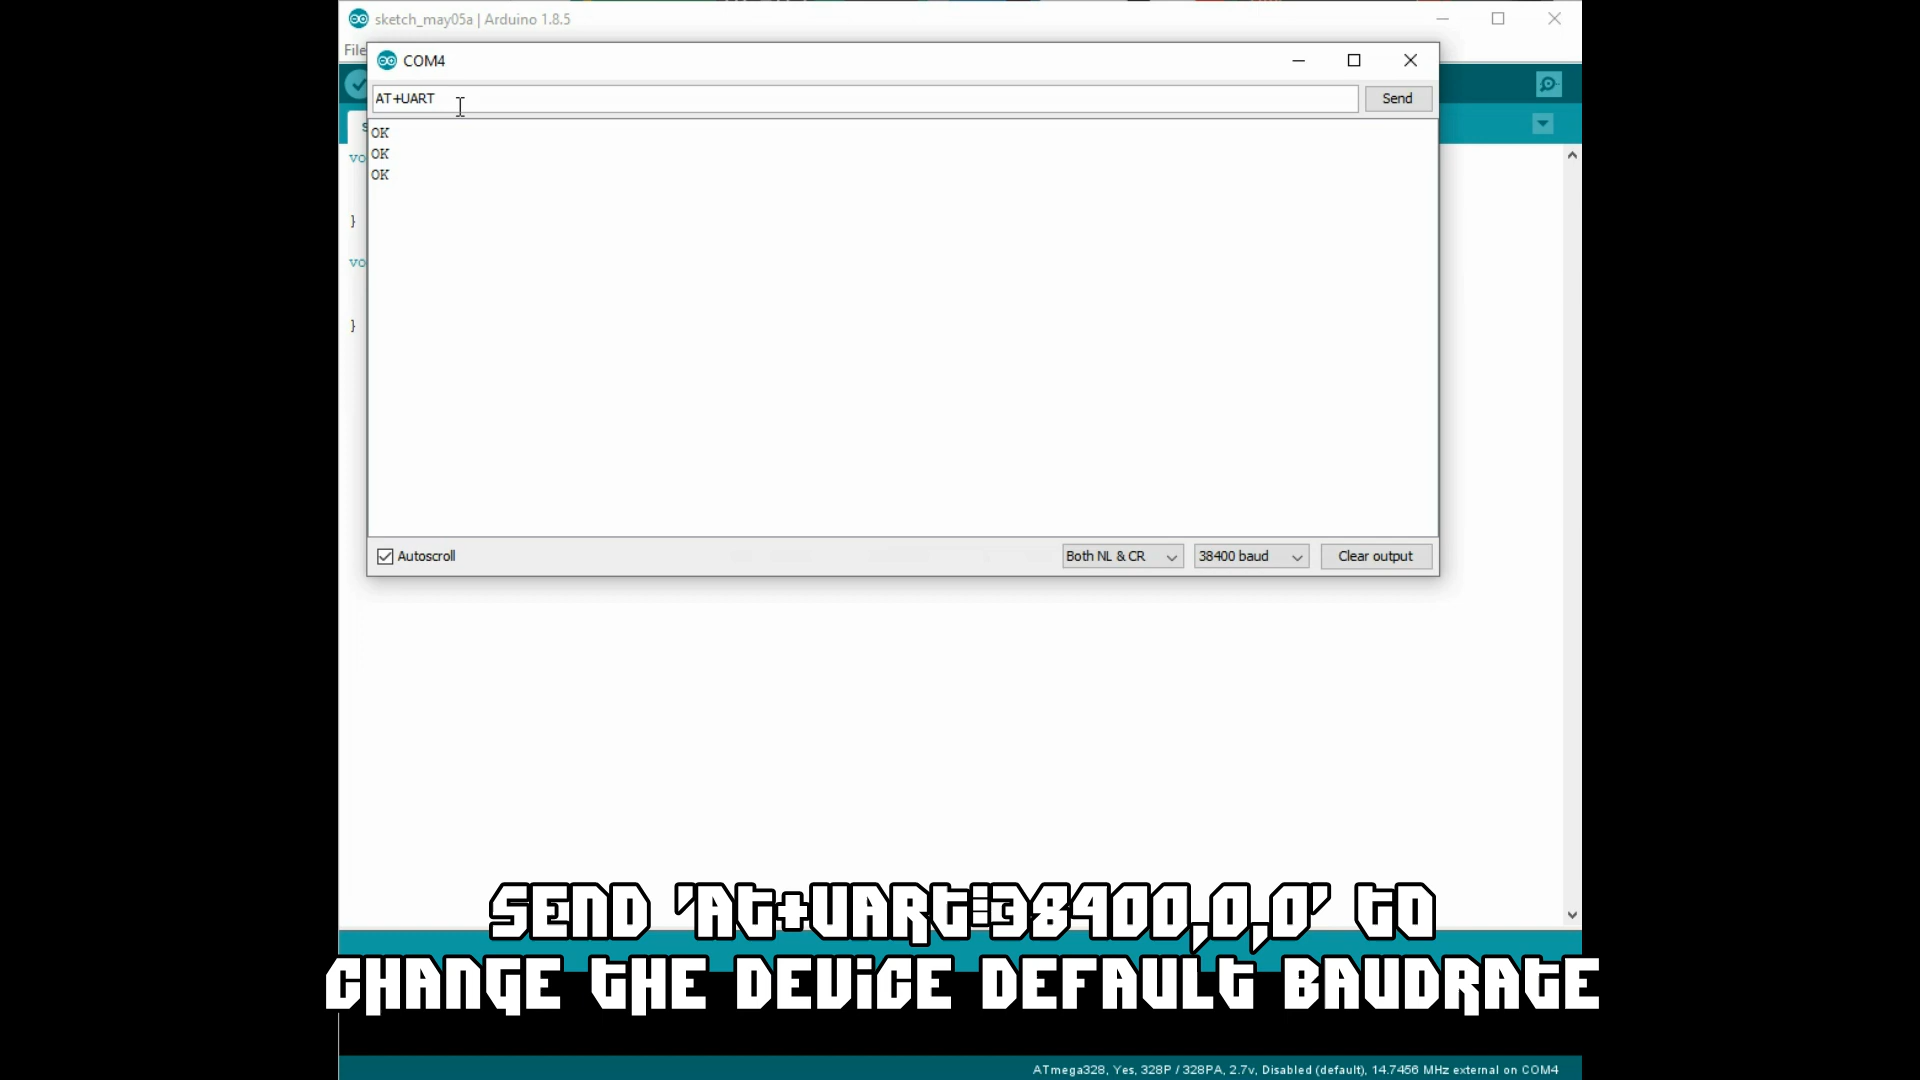 sketch_may05a | Arduino 1.8.5
File
COM4
AT+UART
Send
OK
OK
OK
vo
}
vo
}
Autoscroll
Both NL & CR
38400 baud
Clear output
SEND 'AT+UART=38400,0,0' TO
CHANGE THE DEVICE DEFAULT BAUDRATE
ATmega328, Yes, 328P / 328PA, 2.7v, Disabled (default), 14.7456 MHz external on COM4